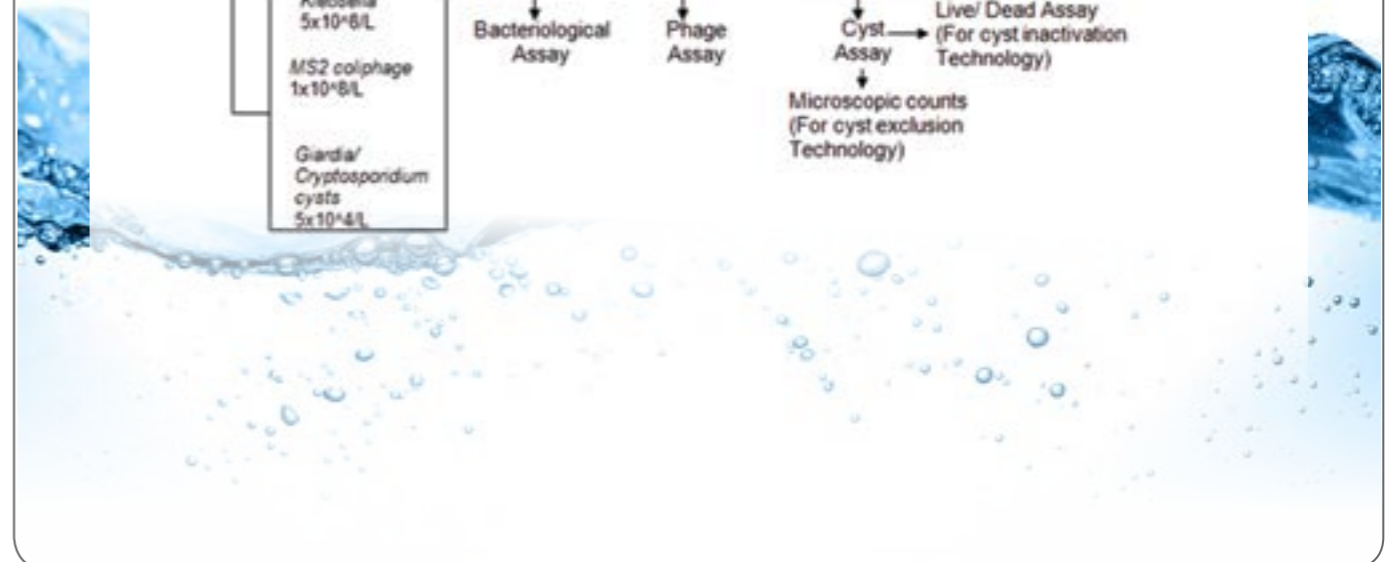 5x10^6/L
MS2 coliphage
1x10^8/L
Giardia/
Cryptosporidium
cysts
5x10^4/L
Bacteriological
Assay
Phage
Assay
Cyst
Assay
Live/ Dead Assay
(For cyst inactivation
Technology)
Microscopic counts
(For cyst exclusion
Technology)